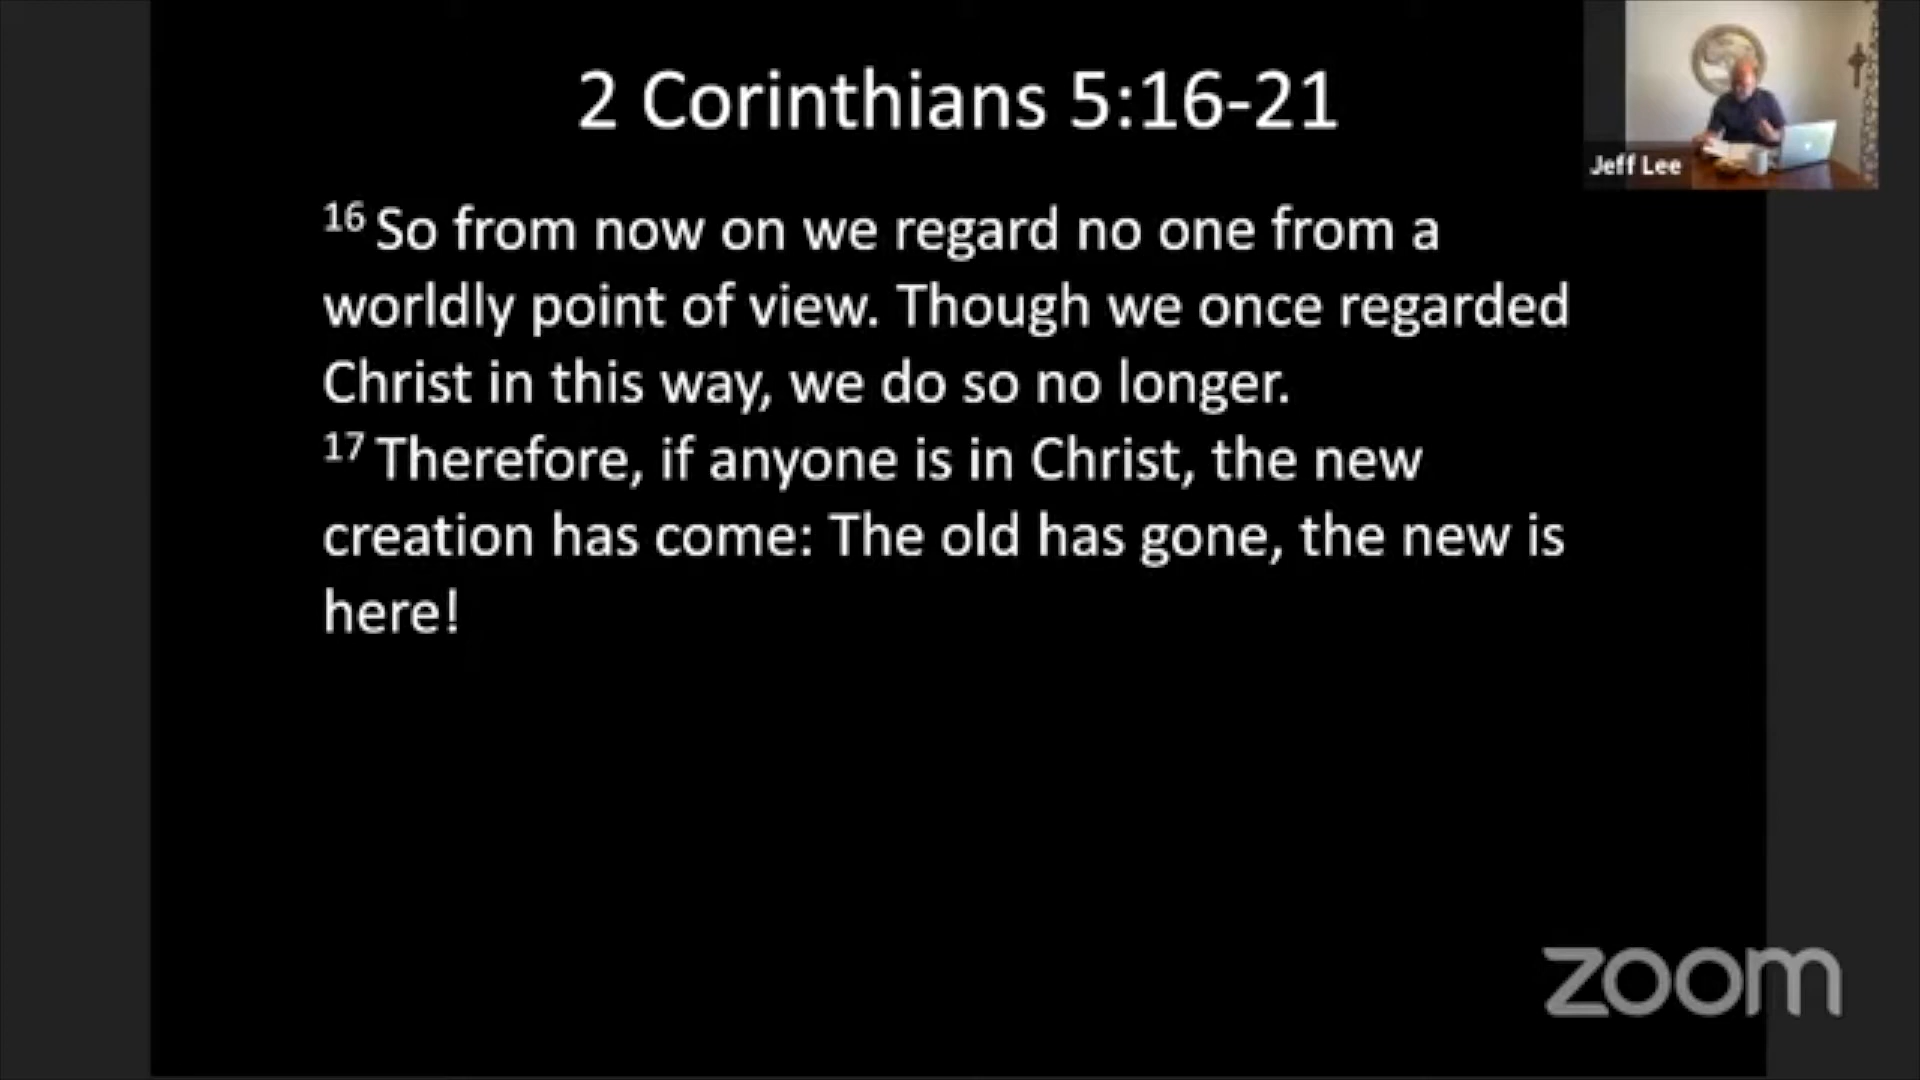 2 Corinthians 5:16-21
Jeff Lee
16 So from now on we regard no one from a
worldly point of view. Though we once regarded
Christ in this way, we do so no longer.
17 Therefore, if anyone is in Christ, the new
creation has come: The old has gone, the new is
here!
zoom